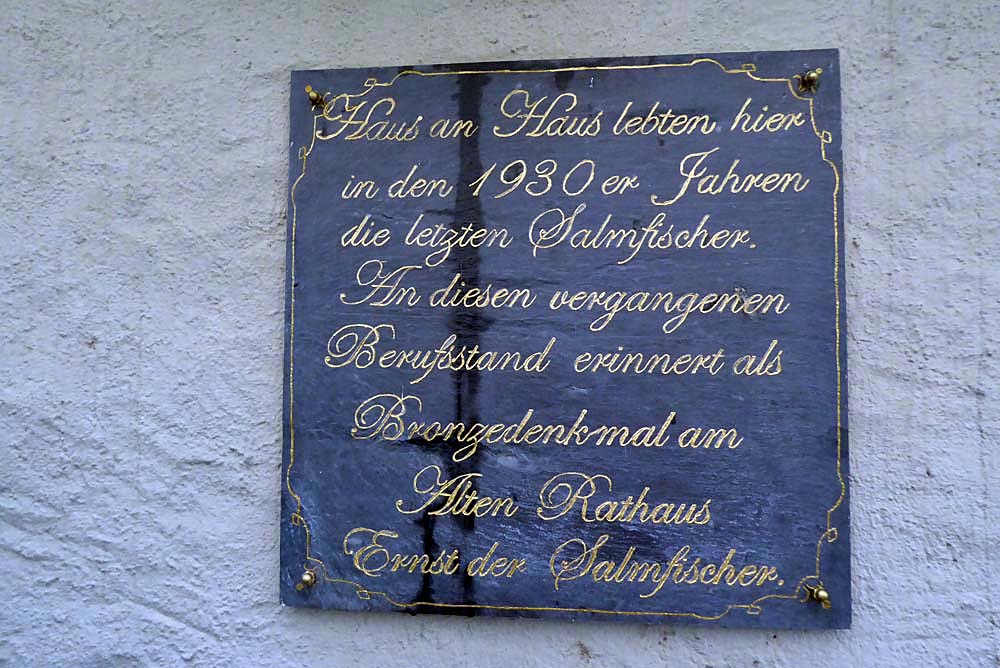 Haus an Haus lebten hier
in den 1930er Jahren
die letzten Salmfischer.
An diesen vergangenen
Berufsstand erinnert als
Bronzedenkmal am
Alten Rathaus
Ernst der Salmfischer.